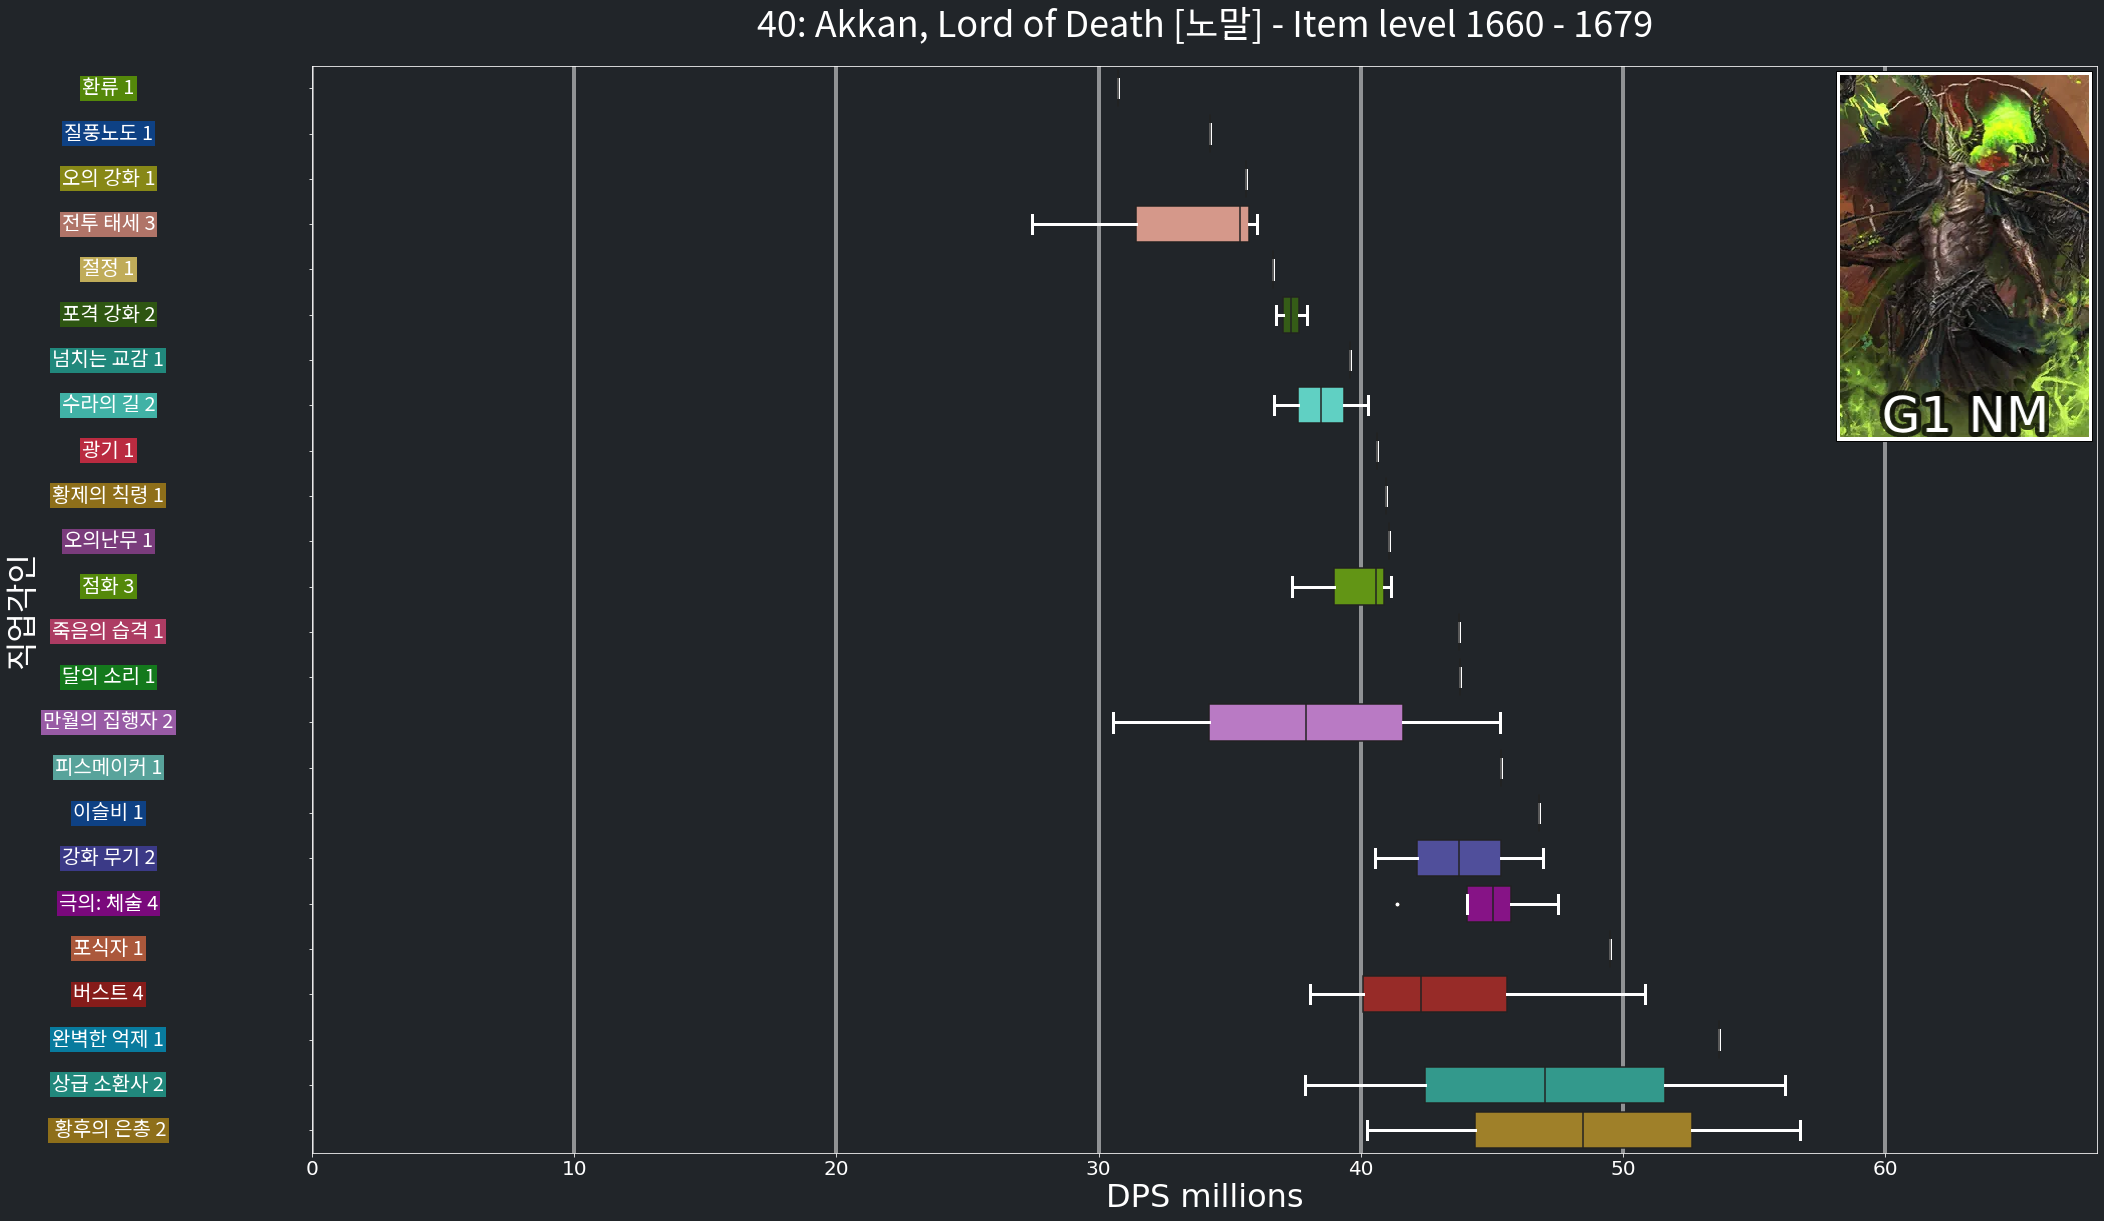 40: Akkan, Lord of Death [노말] - Item level 1660 - 1679
환류 1
질풍노도 1
오의 강화 1
전투 태세 3
절정 1
포격 강화 2
넘치는 교감 1
수라의 길 2
광기 1
황제의 칙령 1
오의난무 1
점화 3
죽음의 습격 1
달의 소리 1
만월의 집행자 2
피스메이커 1
이슬비 1
강화 무기 2
극의: 체술 4
포식자 1
버스트 4
완벽한 억제 1
상급 소환사 2
황후의 은총 2
직업각인
G1 NM
0 10 20 30 40 50 60
DPS millions